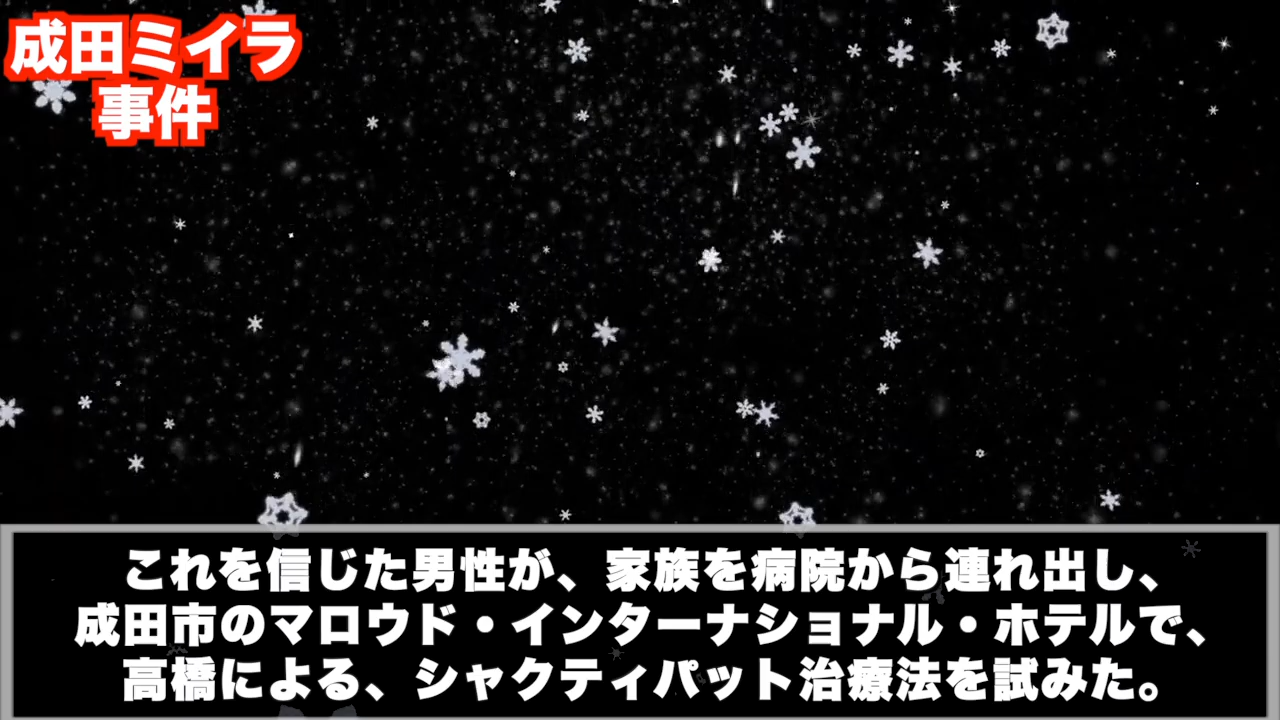 成田ミイラ
事件
これを信じた男性が、家族を病院から連れ出し、
成田市のマロウド・インターナショナル・ホテルで、
高橋による、シャクティパット治療法を試みた。